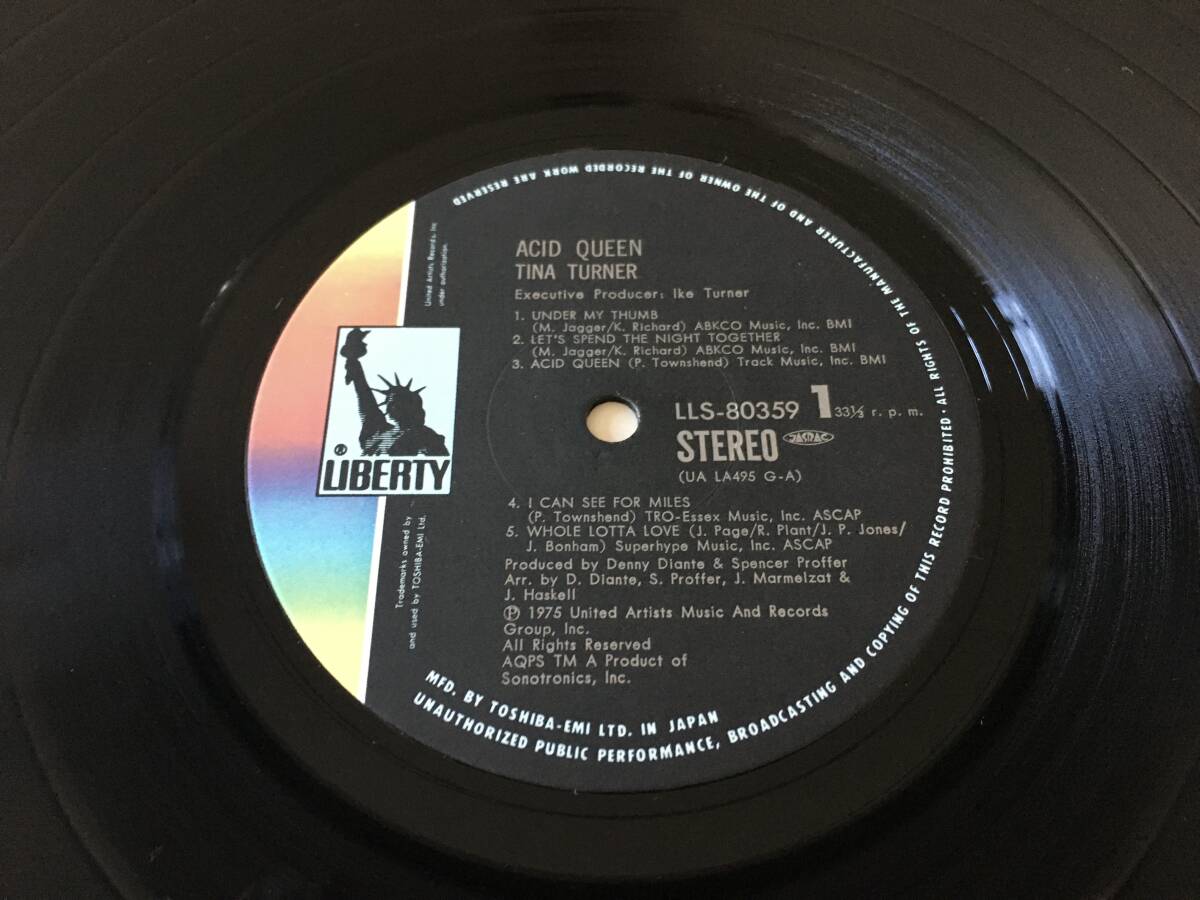 ACID QUEEN
TINA TURNER
Executive Producer: Ike Turner
1. UNDER MY THUMB
(M. Jagger/K. Richard) ABKCO Music, Inc. BMI
2. LET'S SPEND THE NIGHT TOGETHER
(M. Jagger/K. Richard) ABKCO Music, Inc. BMI
3. ACID QUEEN (P. Townshend) Track Music, Inc. BMI
LLS-80359 1 33⅓ r. p. m.
STEREO JASRAC
(UA LA495 G-A)
4. I CAN SEE FOR MILES
(P. Townshend) TRO-Essex Music, Inc. ASCAP
5. WHOLE LOTTA LOVE (J. Page/R. Plant/J. P. Jones/
J. Bonham) Superhype Music, Inc. ASCAP
Produced by Denny Diante & Spencer Proffer
Arr. by D. Diante, S. Proffer, J. Marmelzat &
J. Haskell
Ⓟ 1975 United Artists Music And Records
Group, Inc.
All Rights Reserved
AQPS TM A Product of
Sonotronics, Inc.
® LIBERTY
United Artists Records, Inc
under authorization.
Trademarks owned by
and used by TOSHIBA-EMI Ltd.
MFD. BY TOSHIBA-EMI LTD. IN JAPAN
UNAUTHORIZED PUBLIC PERFORMANCE, BROADCASTING AND COPYING OF THIS RECORD PROHIBITED · ALL RIGHTS OF THE MANUFACTURER AND OF THE OWNER OF THE RECORDED WORK ARE RESERVED